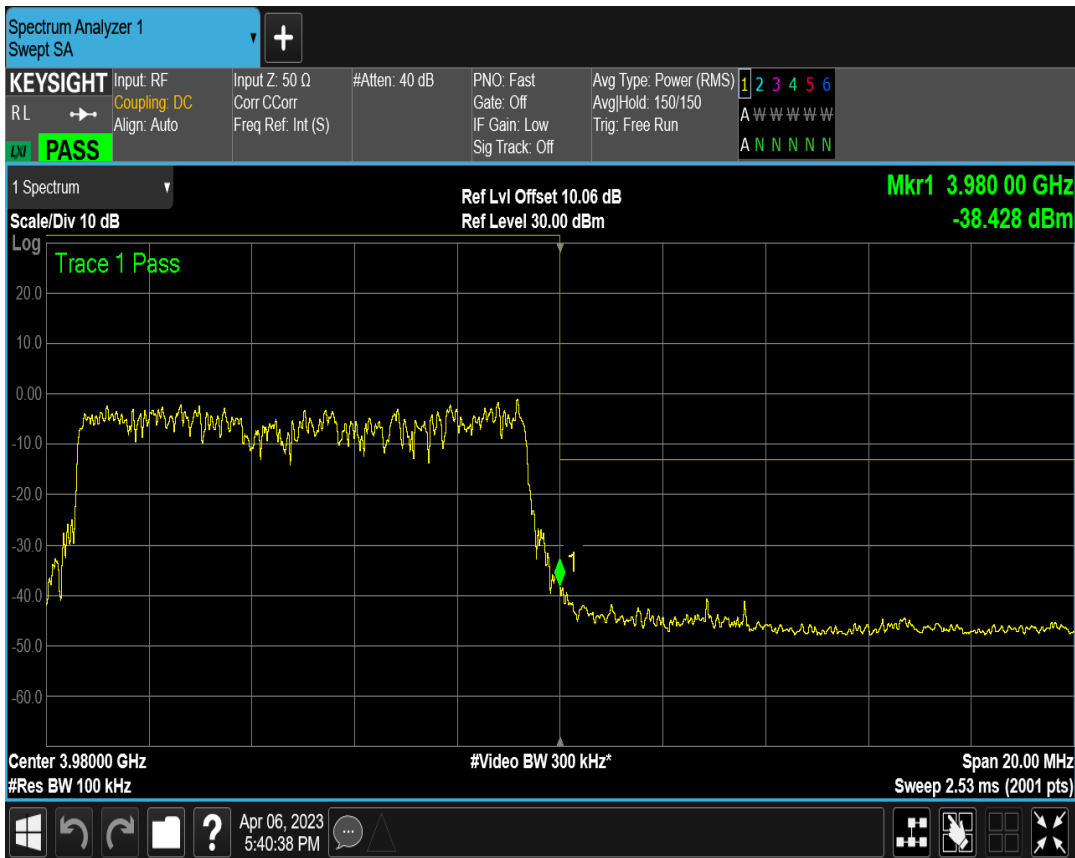 Spectrum Analyzer 1
Swept SA
+
KEYSIGHT
RL
LXI PASS
Input: RF
Coupling: DC
Align: Auto
Input Z: 50 Ω
Corr CCorr
Freq Ref: Int (S)
#Atten: 40 dB
PNO: Fast
Gate: Off
IF Gain: Low
Sig Track: Off
Avg Type: Power (RMS)
Avg|Hold: 150/150
Trig: Free Run
1 2 3 4 5 6
A W W W W W
A N N N N N
1 Spectrum
Scale/Div 10 dB
Ref Lvl Offset 10.06 dB
Ref Level 30.00 dBm
Mkr1 3.980 00 GHz
-38.428 dBm
Log
Trace 1 Pass
20.0
10.0
0.00
-10.0
-20.0
-30.0
-40.0
-50.0
-60.0
1
Center 3.98000 GHz
#Res BW 100 kHz
#Video BW 300 kHz*
Span 20.00 MHz
Sweep 2.53 ms (2001 pts)
?
Apr 06, 2023
5:40:38 PM